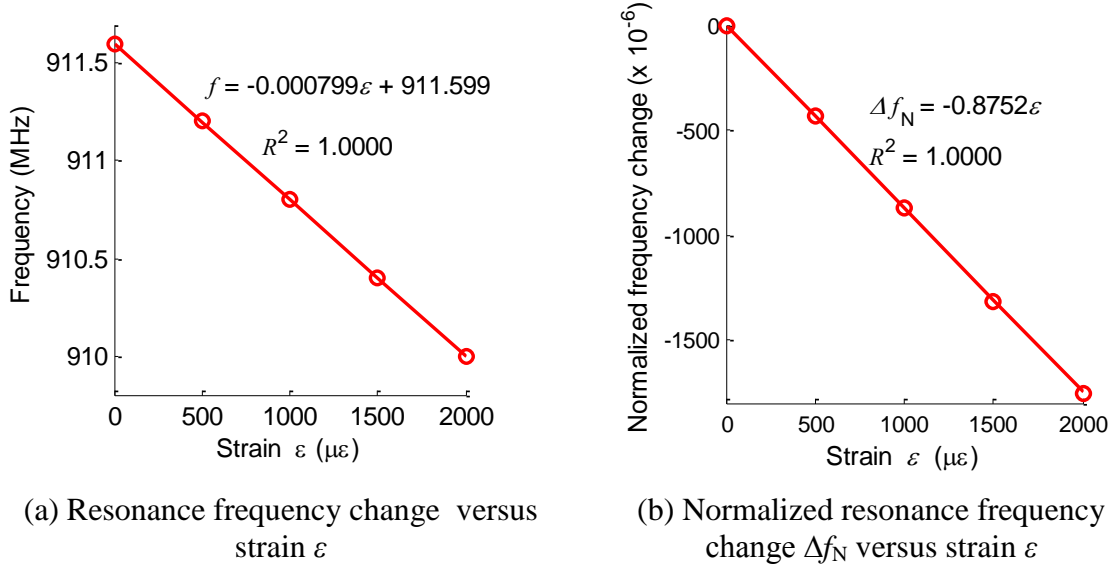 911.5
911
910.5
910
Frequency (MHz)
f = -0.000799ε + 911.599
R² = 1.0000
0 500 1000 1500 2000
Strain ε (με)
(a) Resonance frequency change versus
strain ε
0
-500
-1000
-1500
Normalized frequency change (x 10⁻⁶)
Δf_N = -0.8752ε
R² = 1.0000
0 500 1000 1500 2000
Strain ε (με)
(b) Normalized resonance frequency
change Δf_N versus strain ε